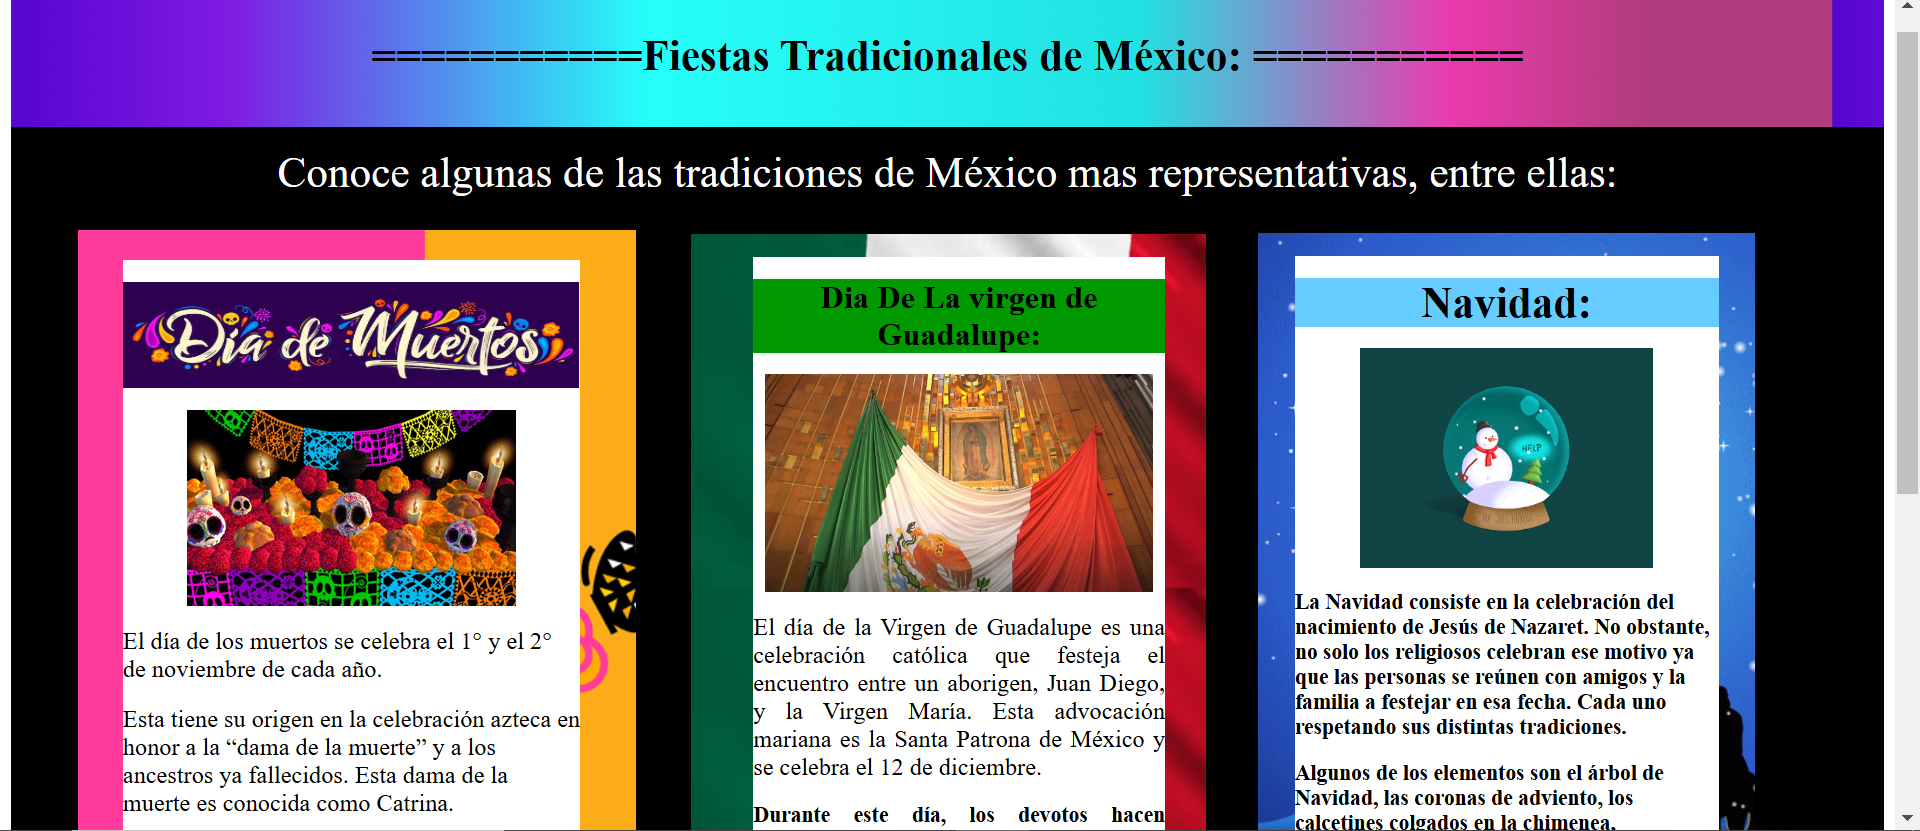 ===========Fiestas Tradicionales de México: ===========
Conoce algunas de las tradiciones de México mas representativas, entre ellas:
Día de Muertos
El día de los muertos se celebra el 1° y el 2°
de noviembre de cada año.
Esta tiene su origen en la celebración azteca en
honor a la “dama de la muerte” y a los
ancestros ya fallecidos. Esta dama de la
muerte es conocida como Catrina.
Dia De La virgen de
Guadalupe:
El día de la Virgen de Guadalupe es una
celebración católica que festeja el
encuentro entre un aborigen, Juan Diego,
y la Virgen María. Esta advocación
mariana es la Santa Patrona de México y
se celebra el 12 de diciembre.
Durante este día, los devotos hacen
Navidad:
HELP
La Navidad consiste en la celebración del
nacimiento de Jesús de Nazaret. No obstante,
no solo los religiosos celebran ese motivo ya
que las personas se reúnen con amigos y la
familia a festejar en esa fecha. Cada uno
respetando sus distintas tradiciones.
Algunos de los elementos son el árbol de
Navidad, las coronas de adviento, los
calcetines colgados en la chimenea,